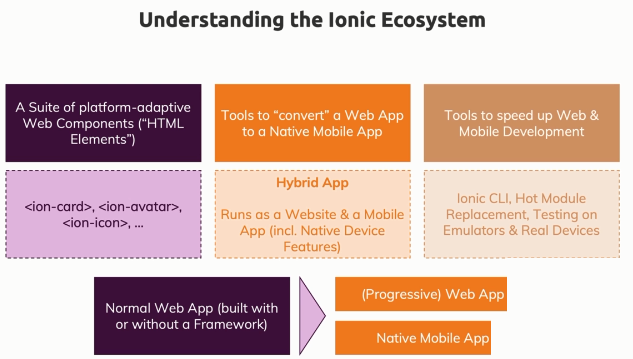 Understanding the Ionic Ecosystem
A Suite of platform-adaptive
Web Components (“HTML
Elements”)
Tools to “convert” a Web App
to a Native Mobile App
Tools to speed up Web &
Mobile Development
<ion-card>, <ion-avatar>,
<ion-icon>, ...
Hybrid App
Runs as a Website & a Mobile
App (incl. Native Device
Features)
Ionic CLI, Hot Module
Replacement, Testing on
Emulators & Real Devices
Normal Web App (built with
or without a Framework)
(Progressive) Web App
Native Mobile App